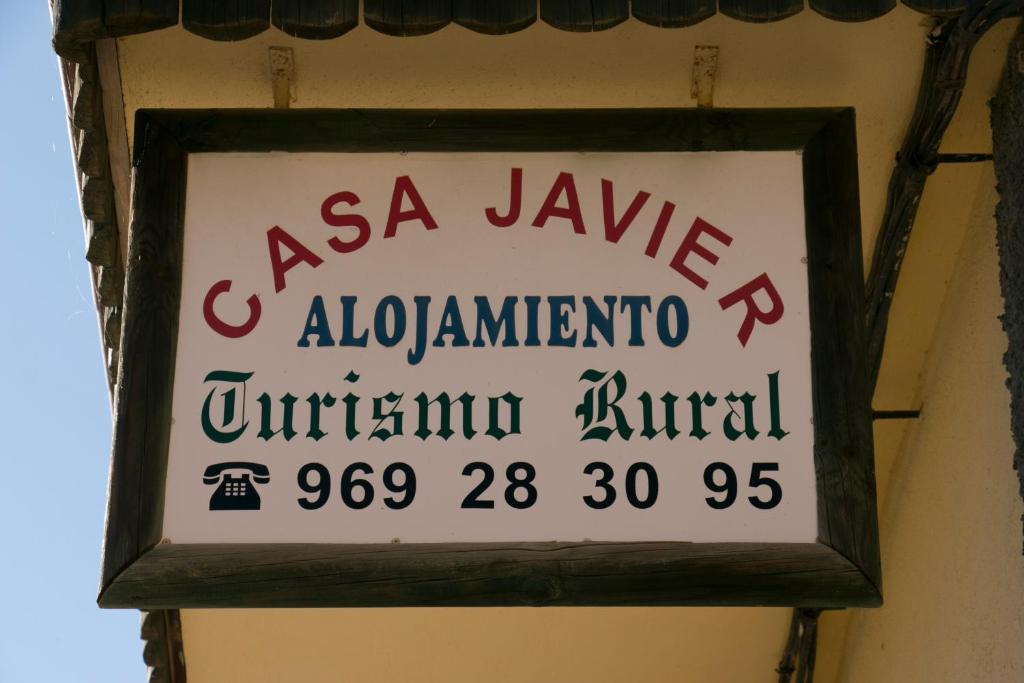 CASA JAVIER
ALOJAMIENTO
Turismo Rural
969 28 30 95